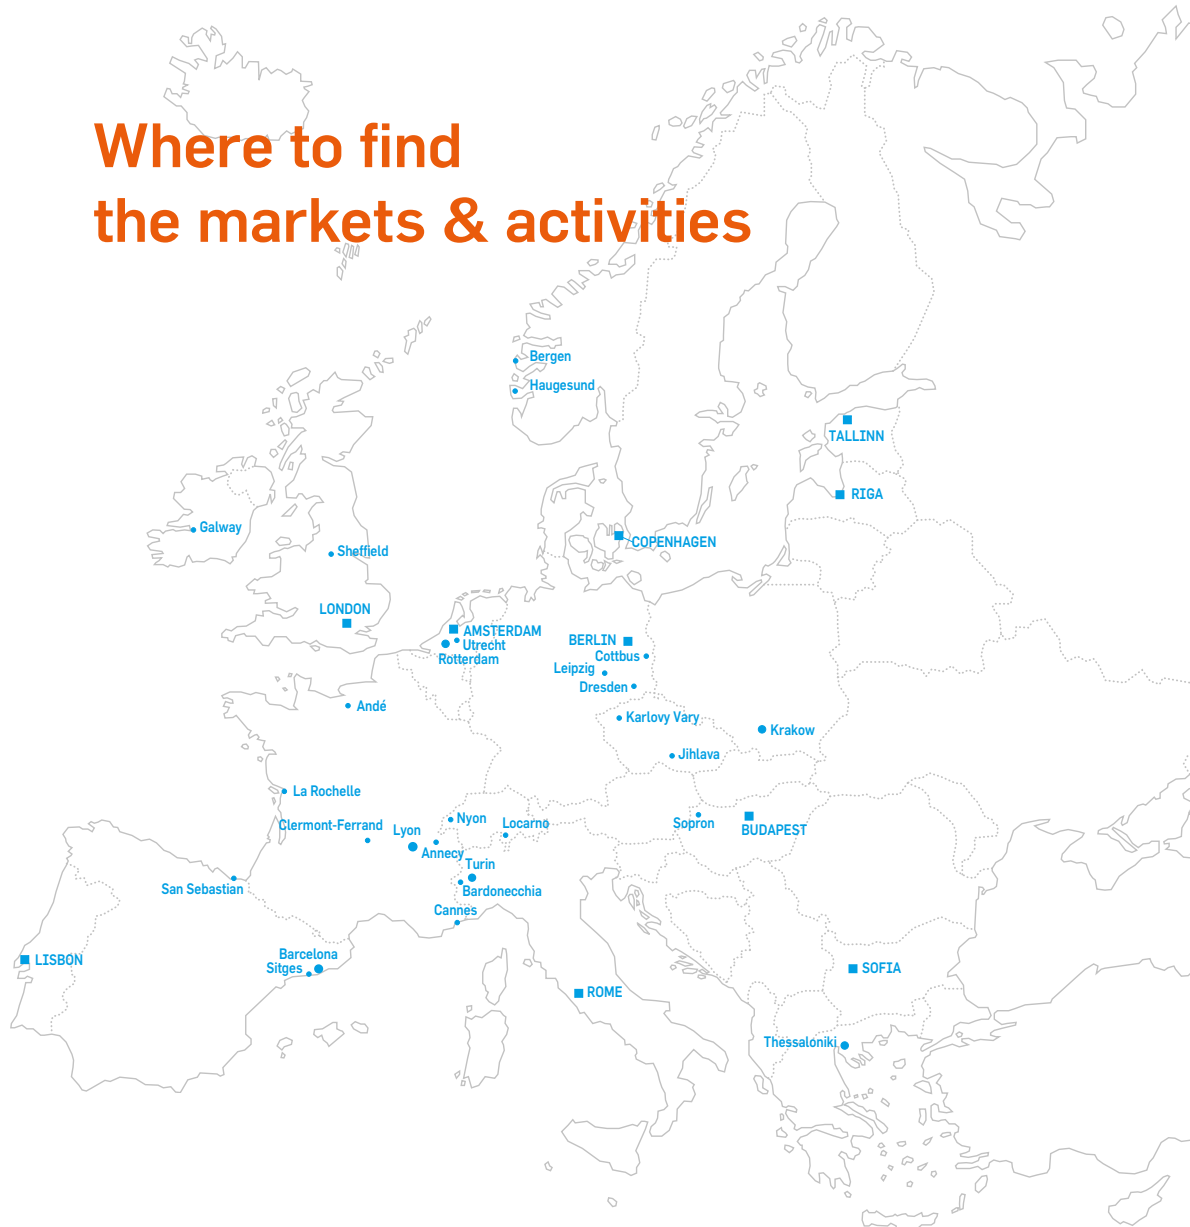 Where to find
the markets & activities
Bergen
Haugesund
TALLINN
RIGA
Galway
Sheffield
COPENHAGEN
LONDON
AMSTERDAM
Utrecht
Rotterdam
BERLIN
Cottbus
Leipzig
Dresden
Andé
Karlovy Vary
Krakow
Jihlava
La Rochelle
Clermont-Ferrand
Lyon
Nyon
Locarno
Sopron
BUDAPEST
Annecy
Turin
Bardonecchia
San Sebastian
Cannes
LISBON
Barcelona
Sitges
SOFIA
ROME
Thessaloniki